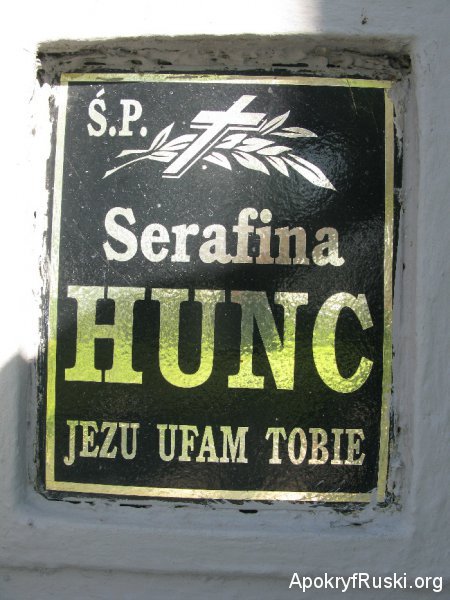 Ś.P.
Serafina
HUNC
JEZU UFAM TOBIE
ApokryfRuski.org